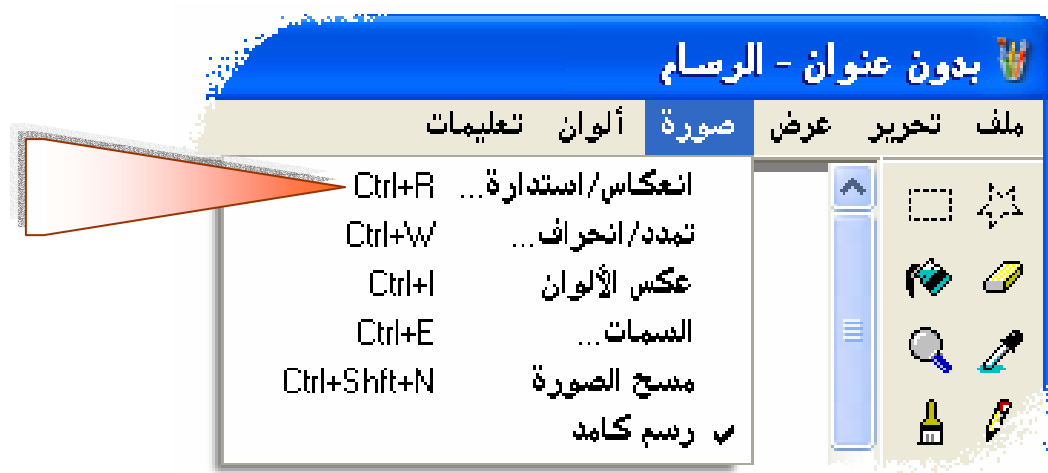 بدون عنوان - الرسام
ملف تحرير عرض صورة ألوان تعليمات
انعكاس/استدارة... Ctrl+R
تمدد/انحراف... Ctrl+W
عكس الألوان Ctrl+I
السمات... Ctrl+E
مسح الصورة Ctrl+Shft+N
رسم كامد